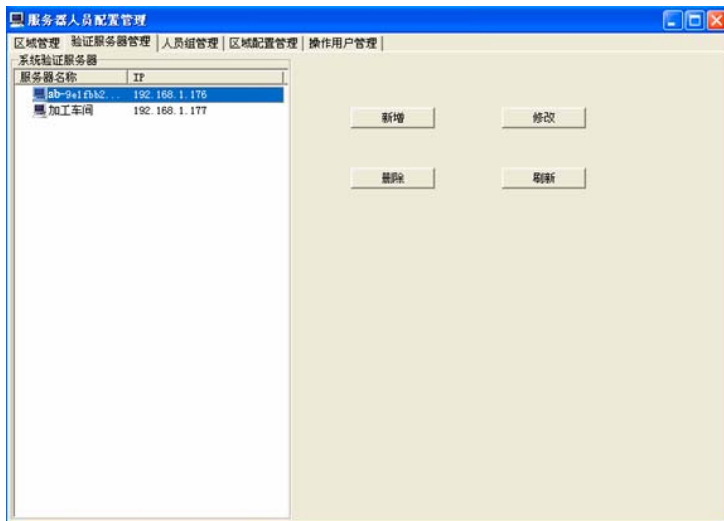 服务器人员配置管理
区域管理 验证服务器管理 人员组管理 区域配置管理 操作用户管理
系统验证服务器
服务器名称 IP
ab-9e1fbb2... 192.168.1.176
加工车间 192.168.1.177
新增 修改
删除 刷新